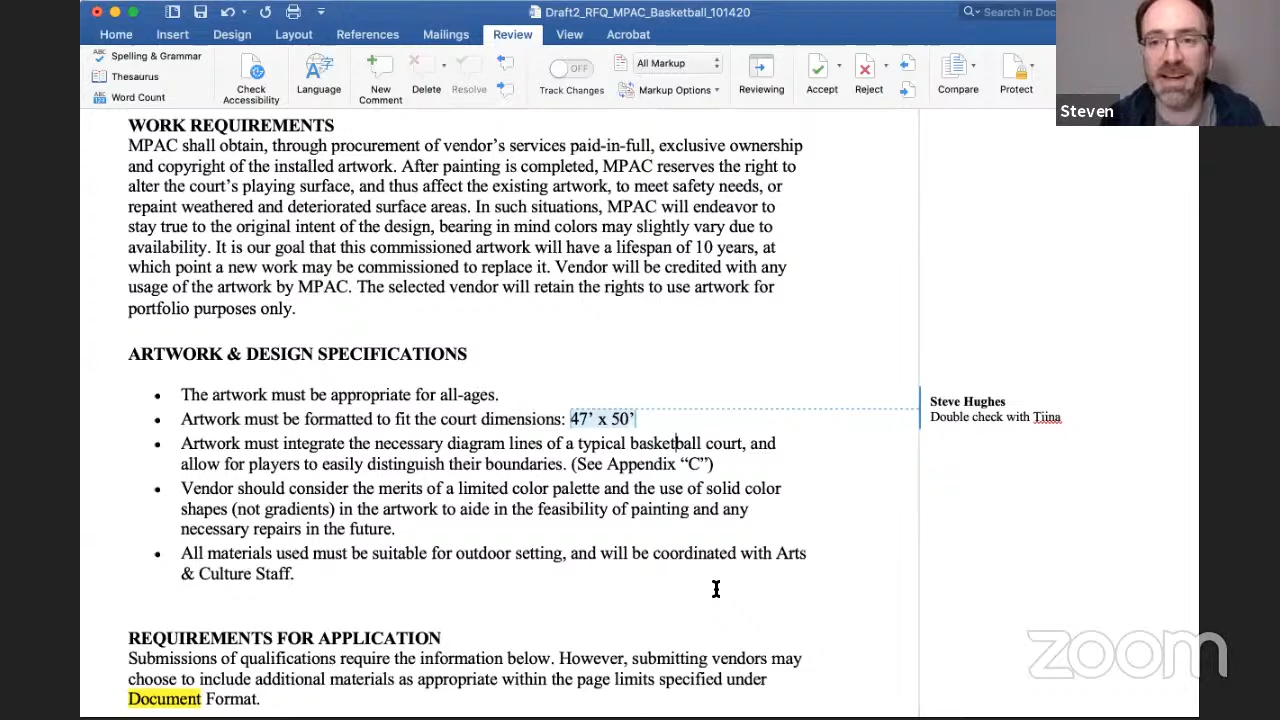 Draft2_RFQ_MPAC_Basketball_101420
Search in Doc
Home Insert Design Layout References Mailings Review View Acrobat
ABC Spelling & Grammar
Thesaurus
ABC 123 Word Count
Check Accessibility
Language
New Comment
Delete
Resolve
OFF
Track Changes
All Markup
Markup Options
Reviewing
Accept
Reject
Compare
Protect
Steven
WORK REQUIREMENTS
MPAC shall obtain, through procurement of vendor’s services paid-in-full, exclusive ownership
and copyright of the installed artwork. After painting is completed, MPAC reserves the right to
alter the court’s playing surface, and thus affect the existing artwork, to meet safety needs, or
repaint weathered and deteriorated surface areas. In such situations, MPAC will endeavor to
stay true to the original intent of the design, bearing in mind colors may slightly vary due to
availability. It is our goal that this commissioned artwork will have a lifespan of 10 years, at
which point a new work may be commissioned to replace it. Vendor will be credited with any
usage of the artwork by MPAC. The selected vendor will retain the rights to use artwork for
portfolio purposes only.
ARTWORK & DESIGN SPECIFICATIONS
• The artwork must be appropriate for all-ages.
• Artwork must be formatted to fit the court dimensions: 47’ x 50’
• Artwork must integrate the necessary diagram lines of a typical basketball court, and
allow for players to easily distinguish their boundaries. (See Appendix “C”)
• Vendor should consider the merits of a limited color palette and the use of solid color
shapes (not gradients) in the artwork to aide in the feasibility of painting and any
necessary repairs in the future.
• All materials used must be suitable for outdoor setting, and will be coordinated with Arts
& Culture Staff.
Steve Hughes
Double check with Tiina
REQUIREMENTS FOR APPLICATION
Submissions of qualifications require the information below. However, submitting vendors may
choose to include additional materials as appropriate within the page limits specified under
Document Format.
zoom